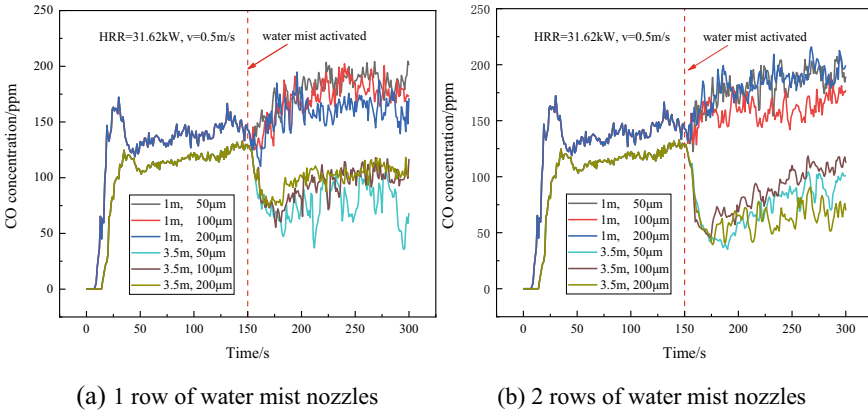 HRR=31.62kW, v=0.5m/s
water mist activated
CO concentration/ppm
250
200
150
100
50
0
1m, 50μm
1m, 100μm
1m, 200μm
3.5m, 50μm
3.5m, 100μm
3.5m, 200μm
0 50 100 150 200 250 300
Time/s
(a) 1 row of water mist nozzles
HRR=31.62kW, v=0.5m/s
water mist activated
CO concentration/ppm
250
200
150
100
50
0
1m, 50μm
1m, 100μm
1m, 200μm
3.5m, 50μm
3.5m, 100μm
3.5m, 200μm
0 50 100 150 200 250 300
Time/s
(b) 2 rows of water mist nozzles